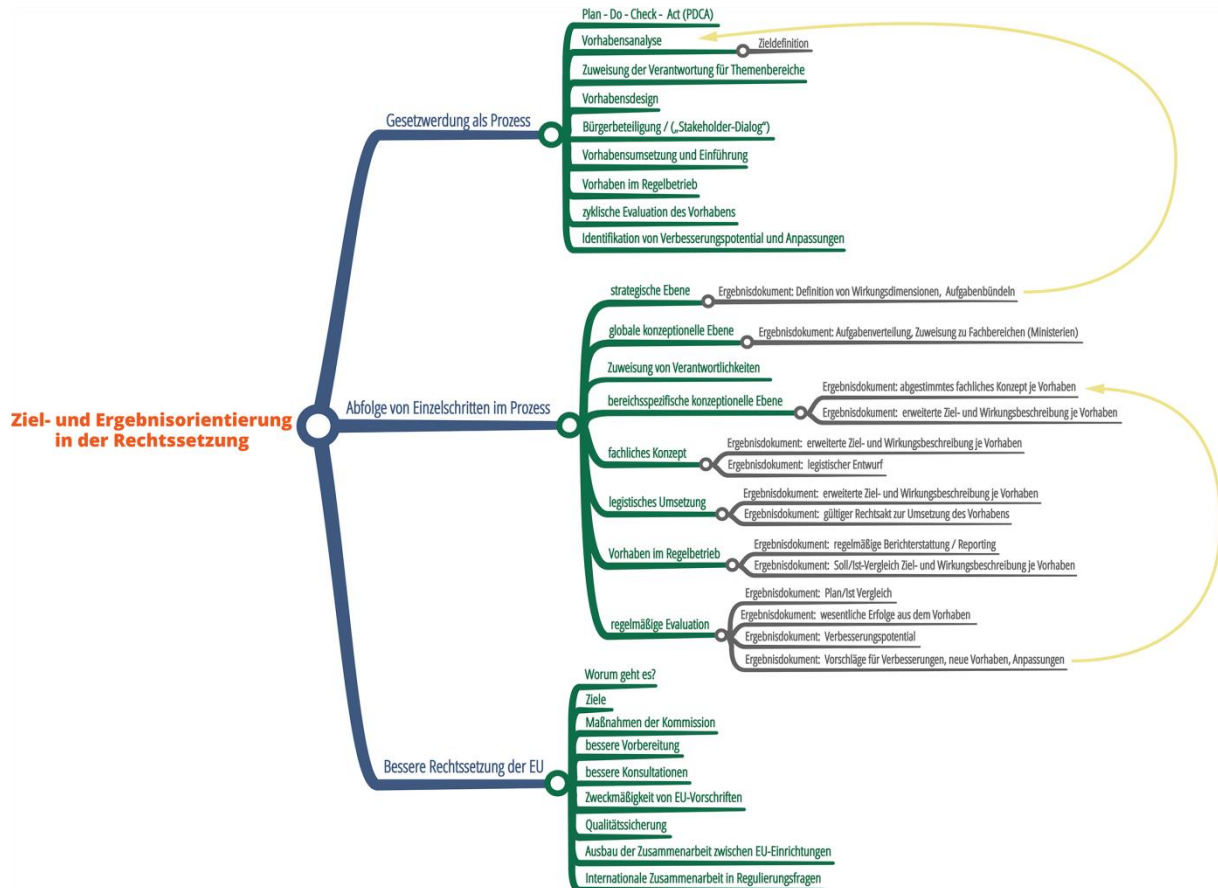 Ziel- und Ergebnisorientierung
in der Rechtssetzung
Gesetzwerdung als Prozess
Plan - Do - Check - Act (PDCA)
Vorhabensanalyse
Zieldefinition
Zuweisung der Verantwortung für Themenbereiche
Vorhabensdesign
Bürgerbeteiligung / („Stakeholder-Dialog“)
Vorhabensumsetzung und Einführung
Vorhaben im Regelbetrieb
zyklische Evaluation des Vorhabens
Identifikation von Verbesserungspotential und Anpassungen
Abfolge von Einzelschritten im Prozess
strategische Ebene
Ergebnisdokument: Definition von Wirkungsdimensionen, Aufgabenbündeln
globale konzeptionelle Ebene
Ergebnisdokument: Aufgabenverteilung, Zuweisung zu Fachbereichen (Ministerien)
Zuweisung von Verantwortlichkeiten
bereichsspezifische konzeptionelle Ebene
Ergebnisdokument: abgestimmtes fachliches Konzept je Vorhaben
Ergebnisdokument: erweiterte Ziel- und Wirkungsbeschreibung je Vorhaben
fachliches Konzept
Ergebnisdokument: erweiterte Ziel- und Wirkungsbeschreibung je Vorhaben
Ergebnisdokument: legistischer Entwurf
legistisches Umsetzung
Ergebnisdokument: erweiterte Ziel- und Wirkungsbeschreibung je Vorhaben
Ergebnisdokument: gültiger Rechtsakt zur Umsetzung des Vorhabens
Vorhaben im Regelbetrieb
Ergebnisdokument: regelmäßige Berichterstattung / Reporting
Ergebnisdokument: Soll/Ist-Vergleich Ziel- und Wirkungsbeschreibung je Vorhaben
regelmäßige Evaluation
Ergebnisdokument: Plan/Ist Vergleich
Ergebnisdokument: wesentliche Erfolge aus dem Vorhaben
Ergebnisdokument: Verbesserungspotential
Ergebnisdokument: Vorschläge für Verbesserungen, neue Vorhaben, Anpassungen
Bessere Rechtssetzung der EU
Worum geht es?
Ziele
Maßnahmen der Kommission
bessere Vorbereitung
bessere Konsultationen
Zweckmäßigkeit von EU-Vorschriften
Qualitätssicherung
Ausbau der Zusammenarbeit zwischen EU-Einrichtungen
Internationale Zusammenarbeit in Regulierungsfragen